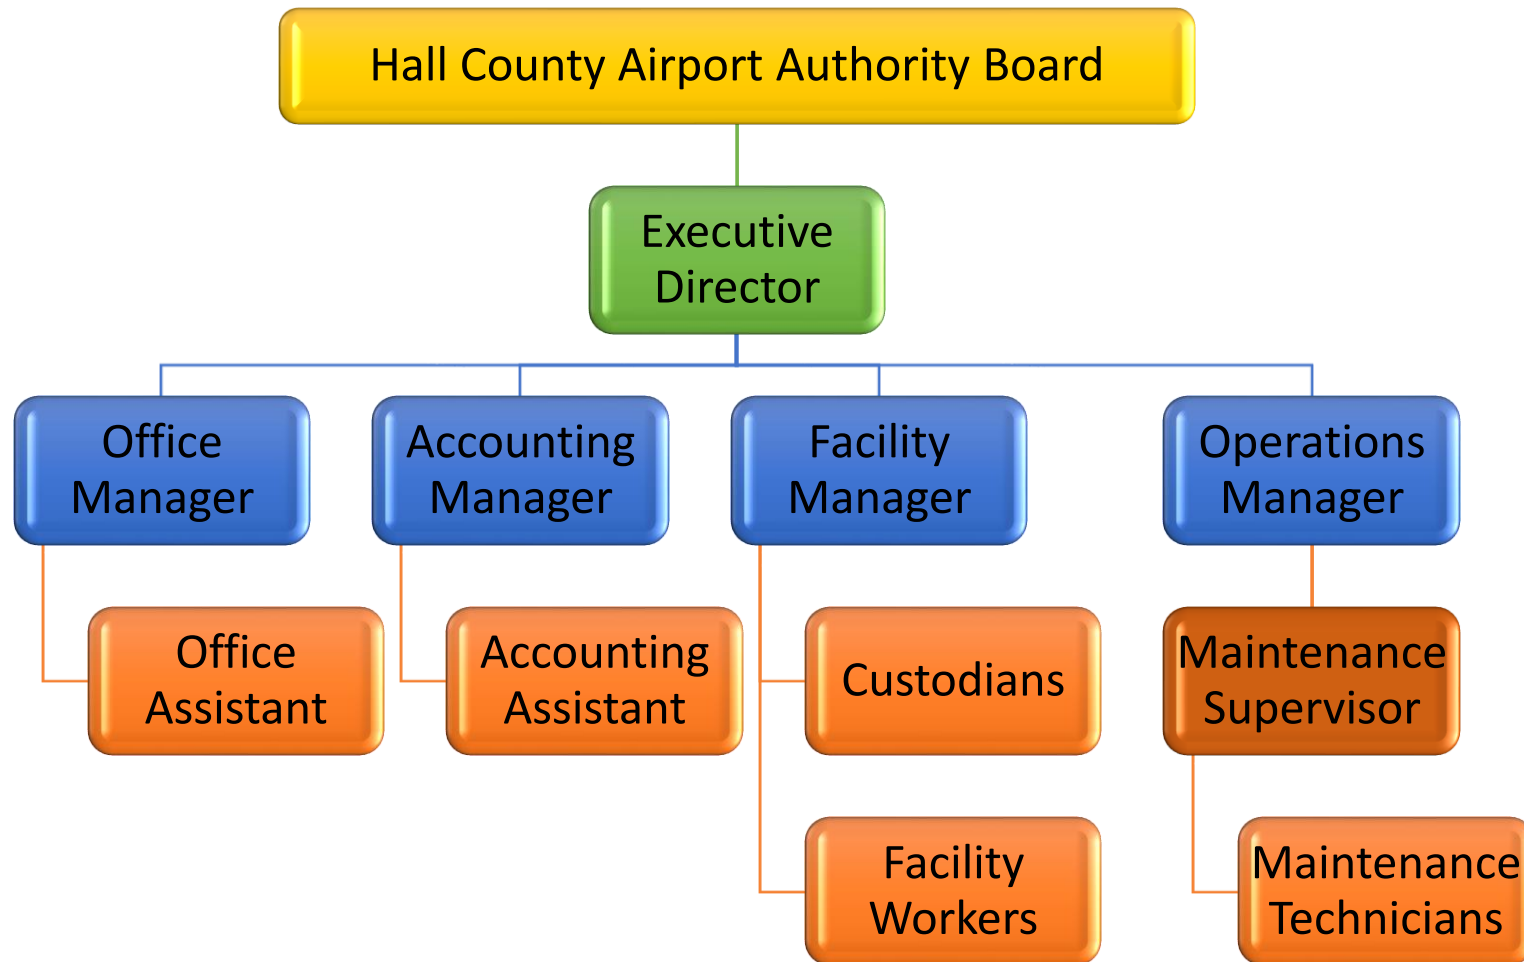 Hall County Airport Authority Board
Executive
Director
Office
Manager
Accounting
Manager
Facility
Manager
Operations
Manager
Office
Assistant
Accounting
Assistant
Custodians
Maintenance
Supervisor
Facility
Workers
Maintenance
Technicians